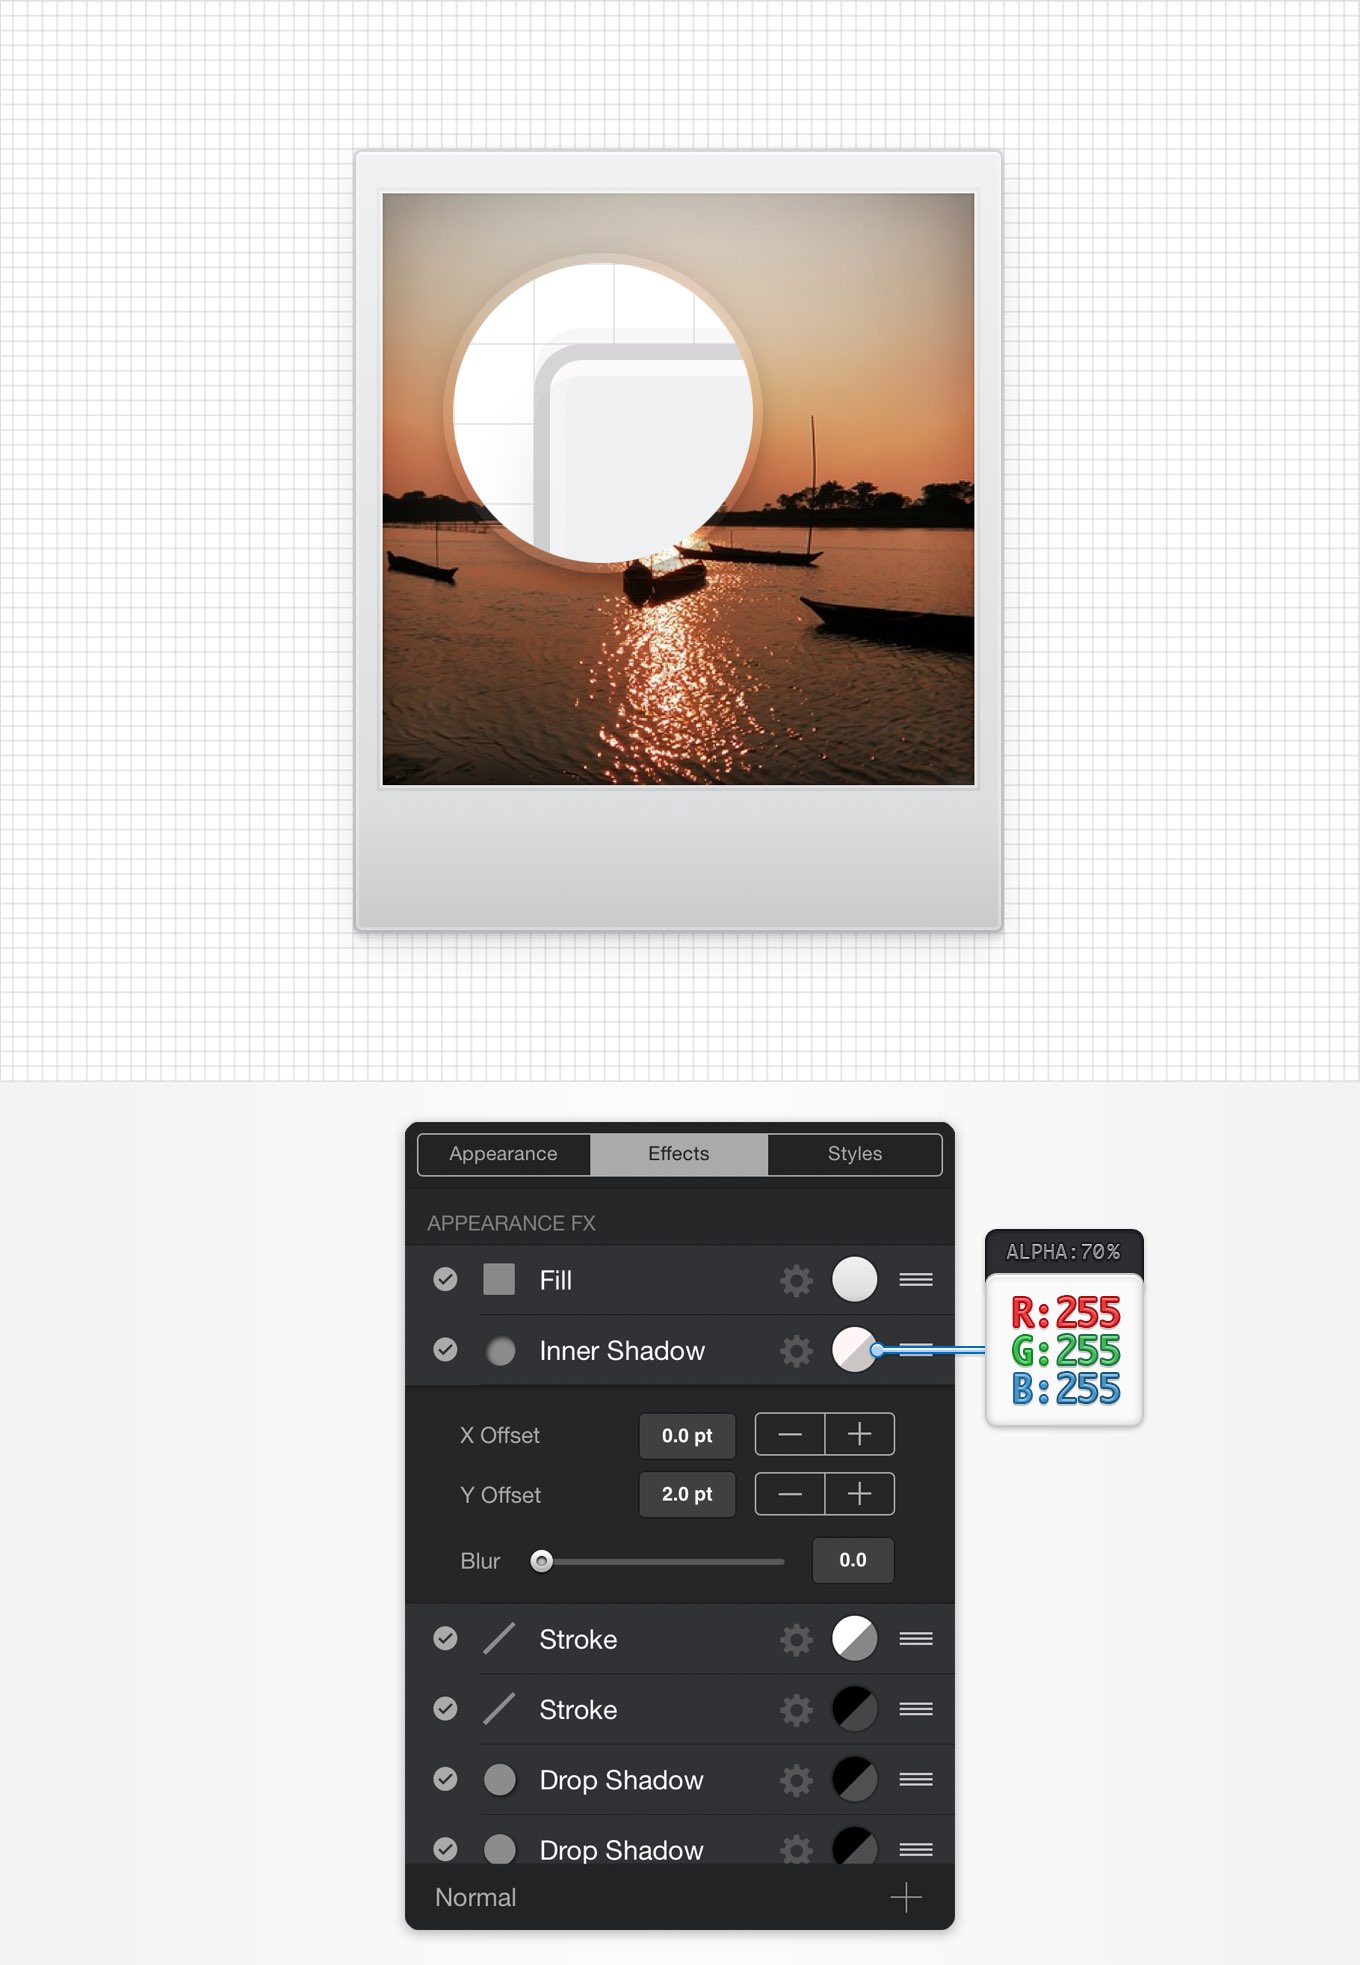 Appearance
Effects
Styles
APPEARANCE FX
Fill
ALPHA:70%
R:255
G:255
B:255
Inner Shadow
X Offset
0.0 pt
Y Offset
2.0 pt
Blur
0.0
Stroke
Stroke
Drop Shadow
Drop Shadow
Normal